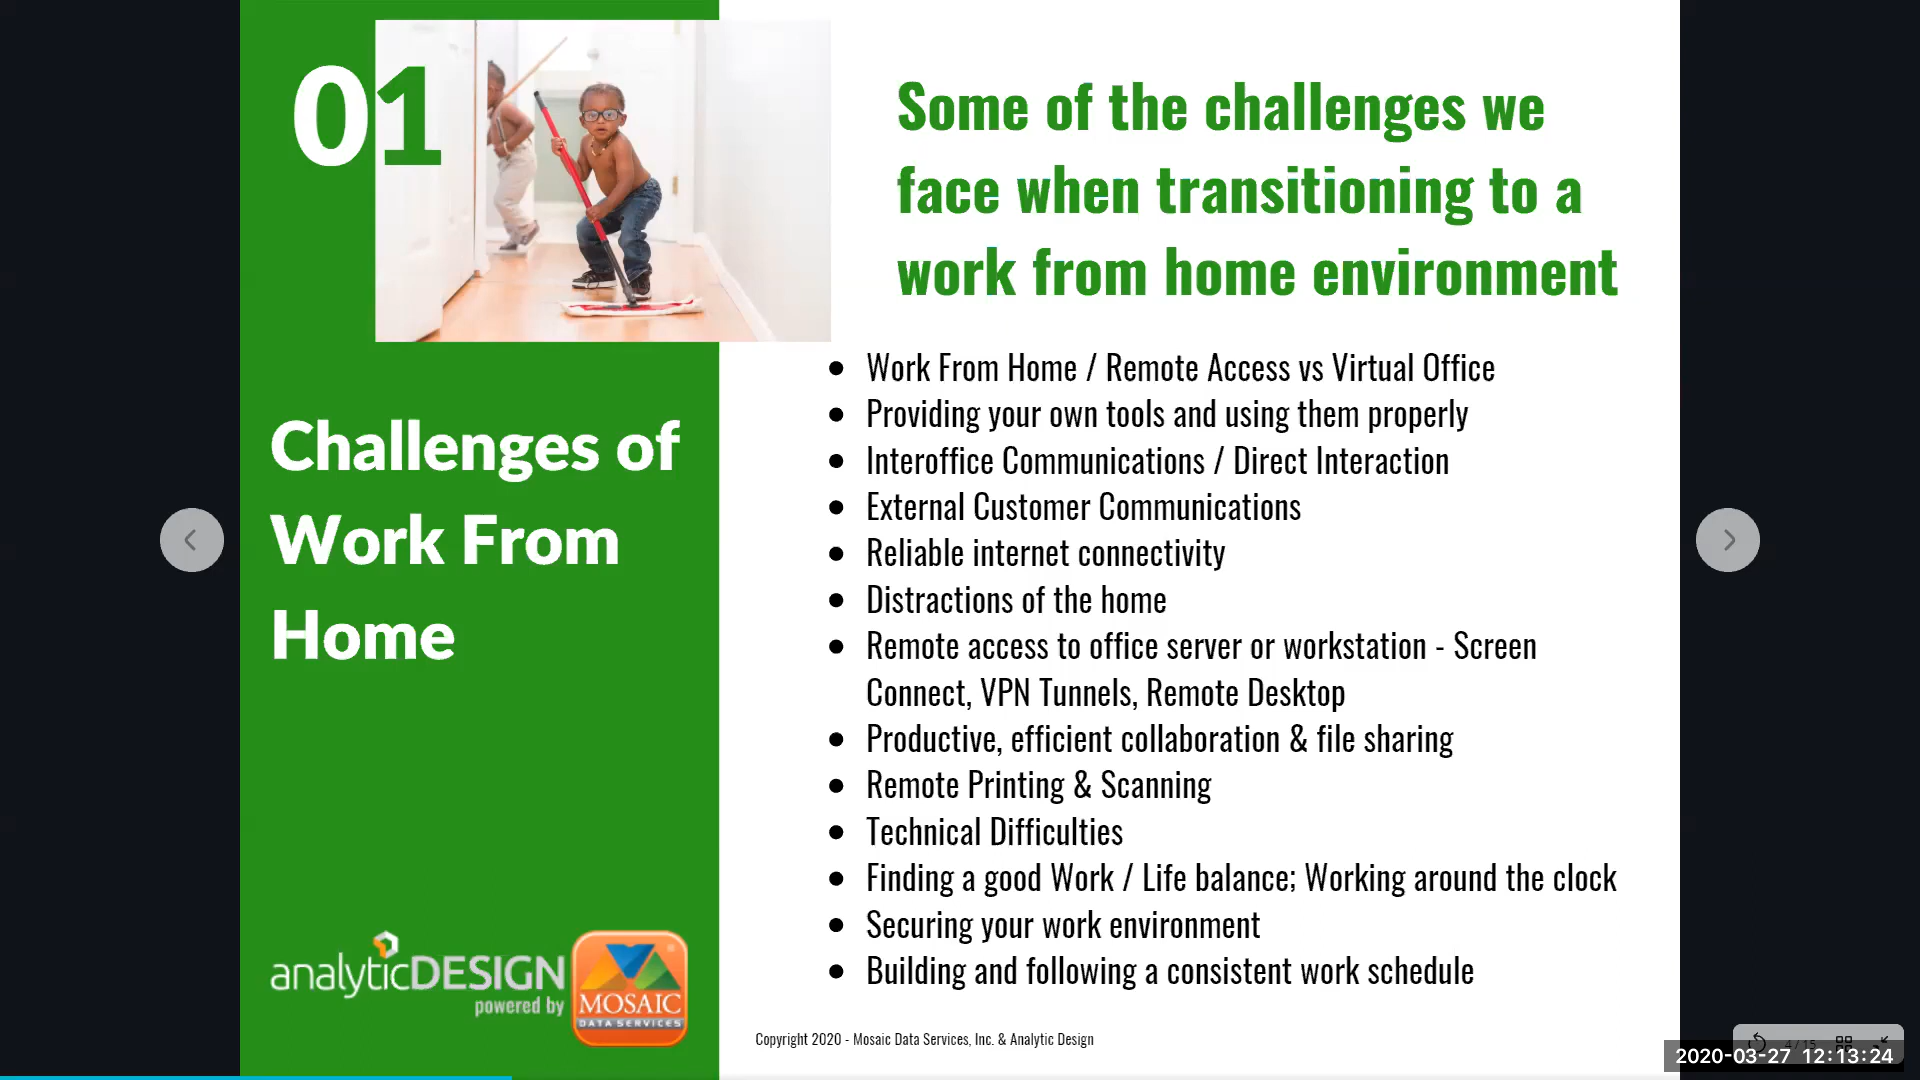 01
Challenges of
Work From
Home
Some of the challenges we
face when transitioning to a
work from home environment
Work From Home / Remote Access vs Virtual Office
Providing your own tools and using them properly
Interoffice Communications / Direct Interaction
External Customer Communications
Reliable internet connectivity
Distractions of the home
Remote access to office server or workstation - Screen
Connect, VPN Tunnels, Remote Desktop
Productive, efficient collaboration & file sharing
Remote Printing & Scanning
Technical Difficulties
Finding a good Work / Life balance; Working around the clock
Securing your work environment
Building and following a consistent work schedule
analyticDESIGN
powered by
MOSAIC
DATA SERVICES
®
Copyright 2020 - Mosaic Data Services, Inc. & Analytic Design
4 / 15
2020-03-27 12:13:24